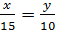 x/15 = y/10